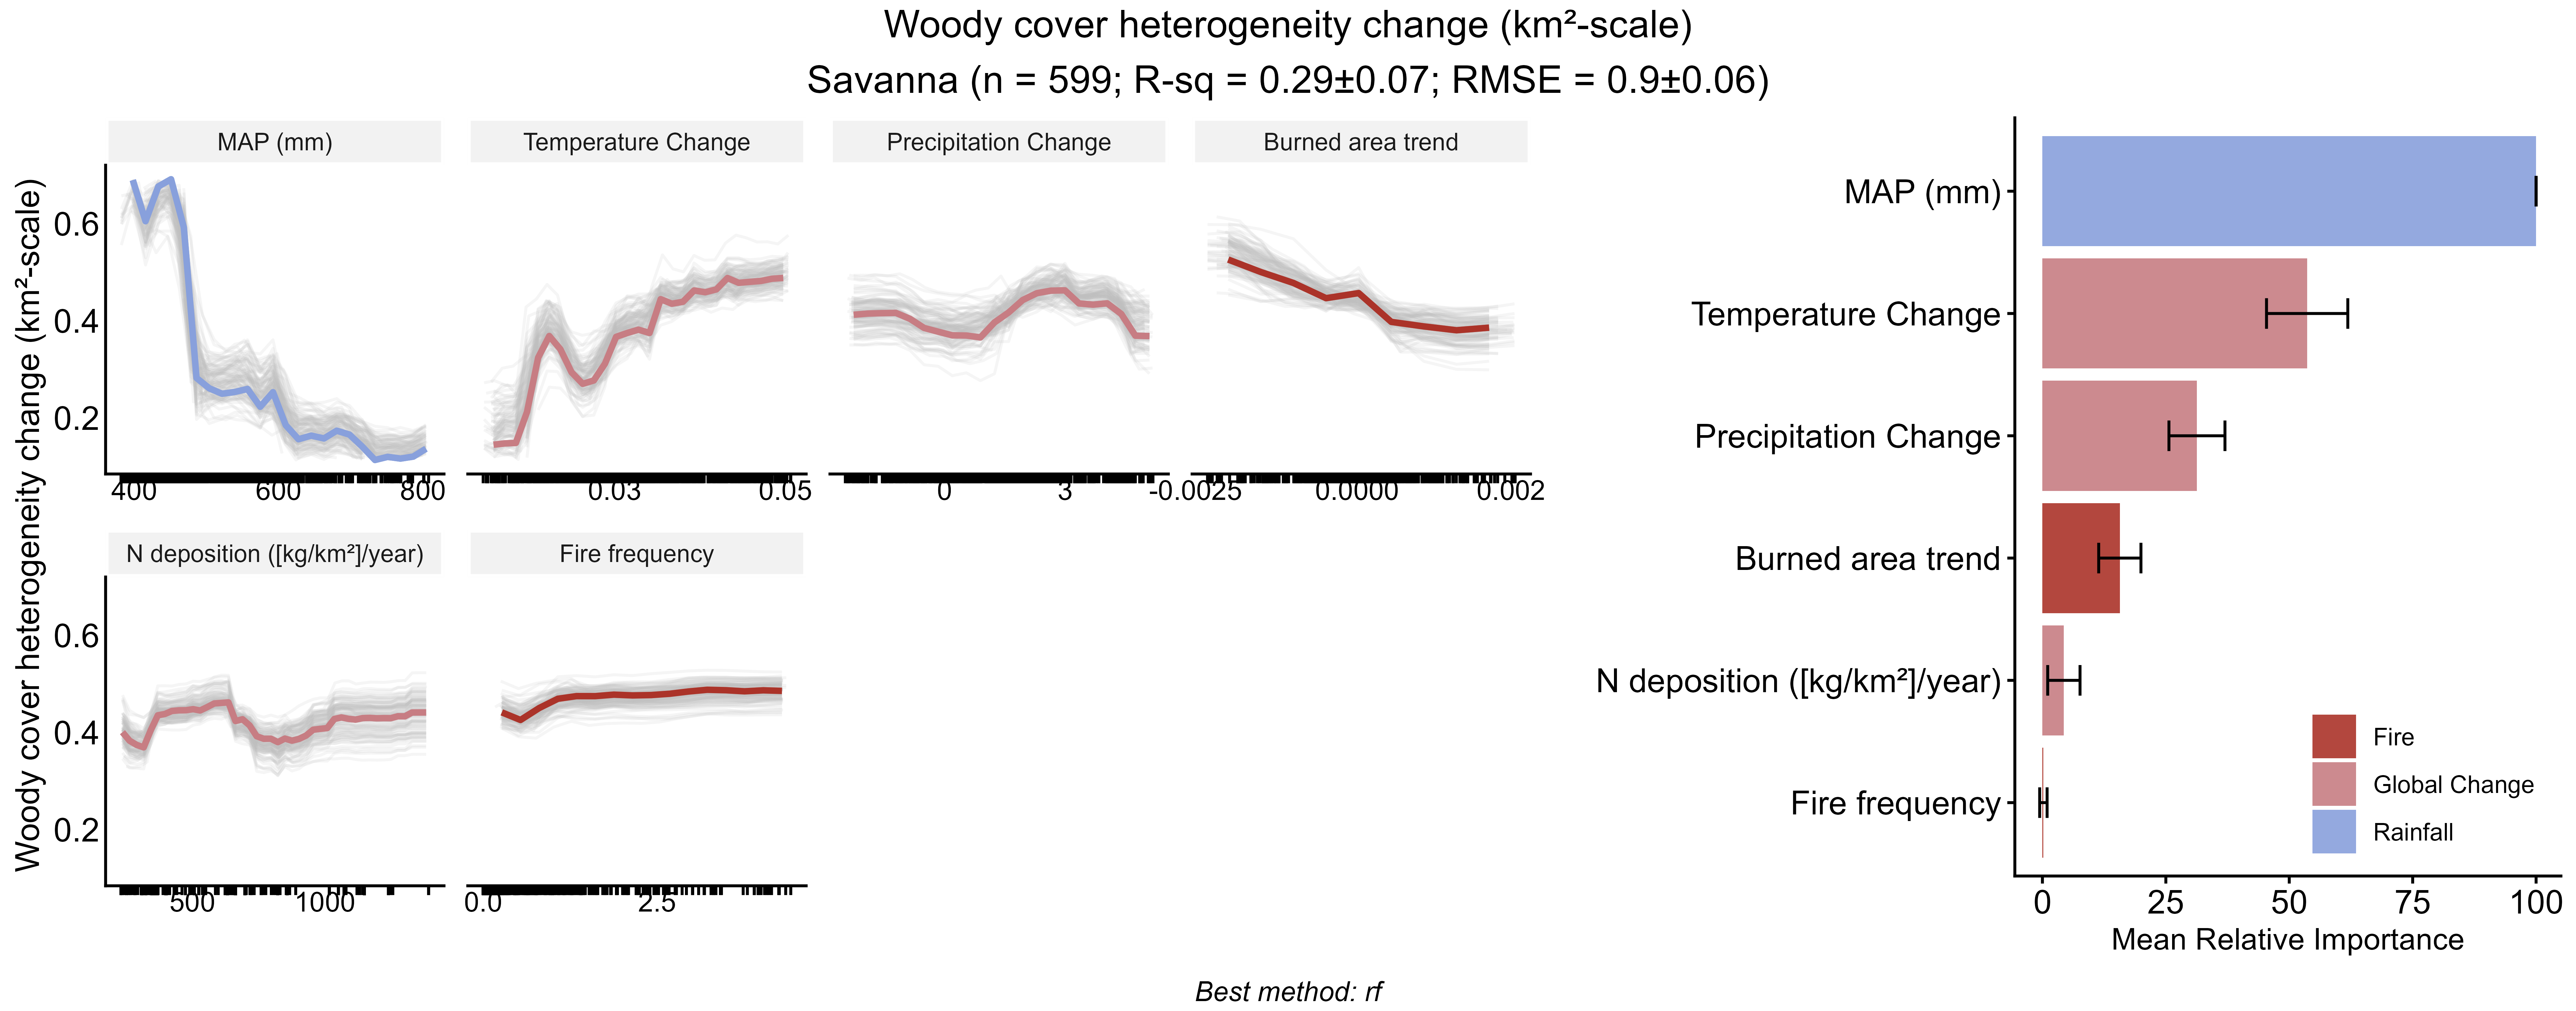 Woody cover heterogeneity change (km²-scale)
Savanna (n = 599; R-sq = 0.29±0.07; RMSE = 0.9±0.06)
Woody cover heterogeneity change (km²-scale)
MAP (mm)
Temperature Change
Precipitation Change
Burned area trend
0.6
0.4
0.2
400 600 800
0.03 0.05
0 3
-0.0025 0.0000 0.002
N deposition ([kg/km²]/year)
Fire frequency
0.6
0.4
0.2
500 1000
0.0 2.5
MAP (mm)
Temperature Change
Precipitation Change
Burned area trend
N deposition ([kg/km²]/year)
Fire frequency
Fire
Global Change
Rainfall
0 25 50 75 100
Mean Relative Importance
Best method: rf